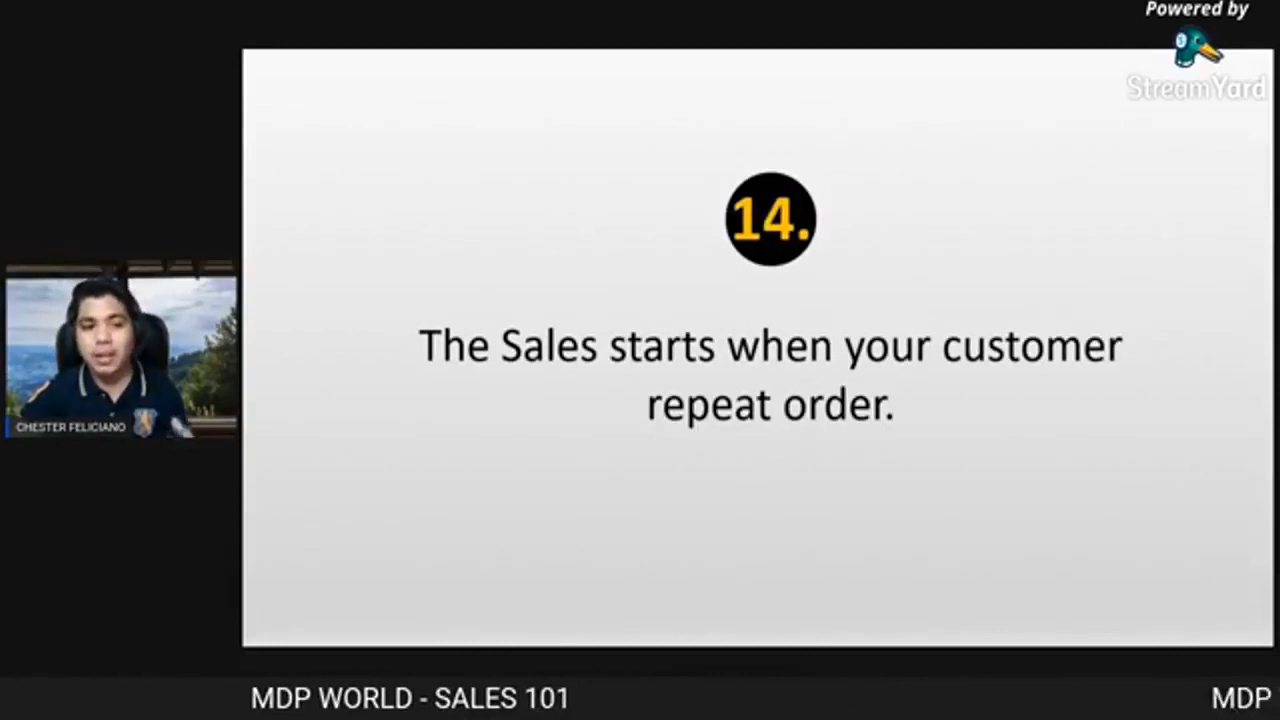 Powered by
StreamYard
14.
The Sales starts when your customer
repeat order.
CHESTER FELICIANO
MDP WORLD - SALES 101
MDP